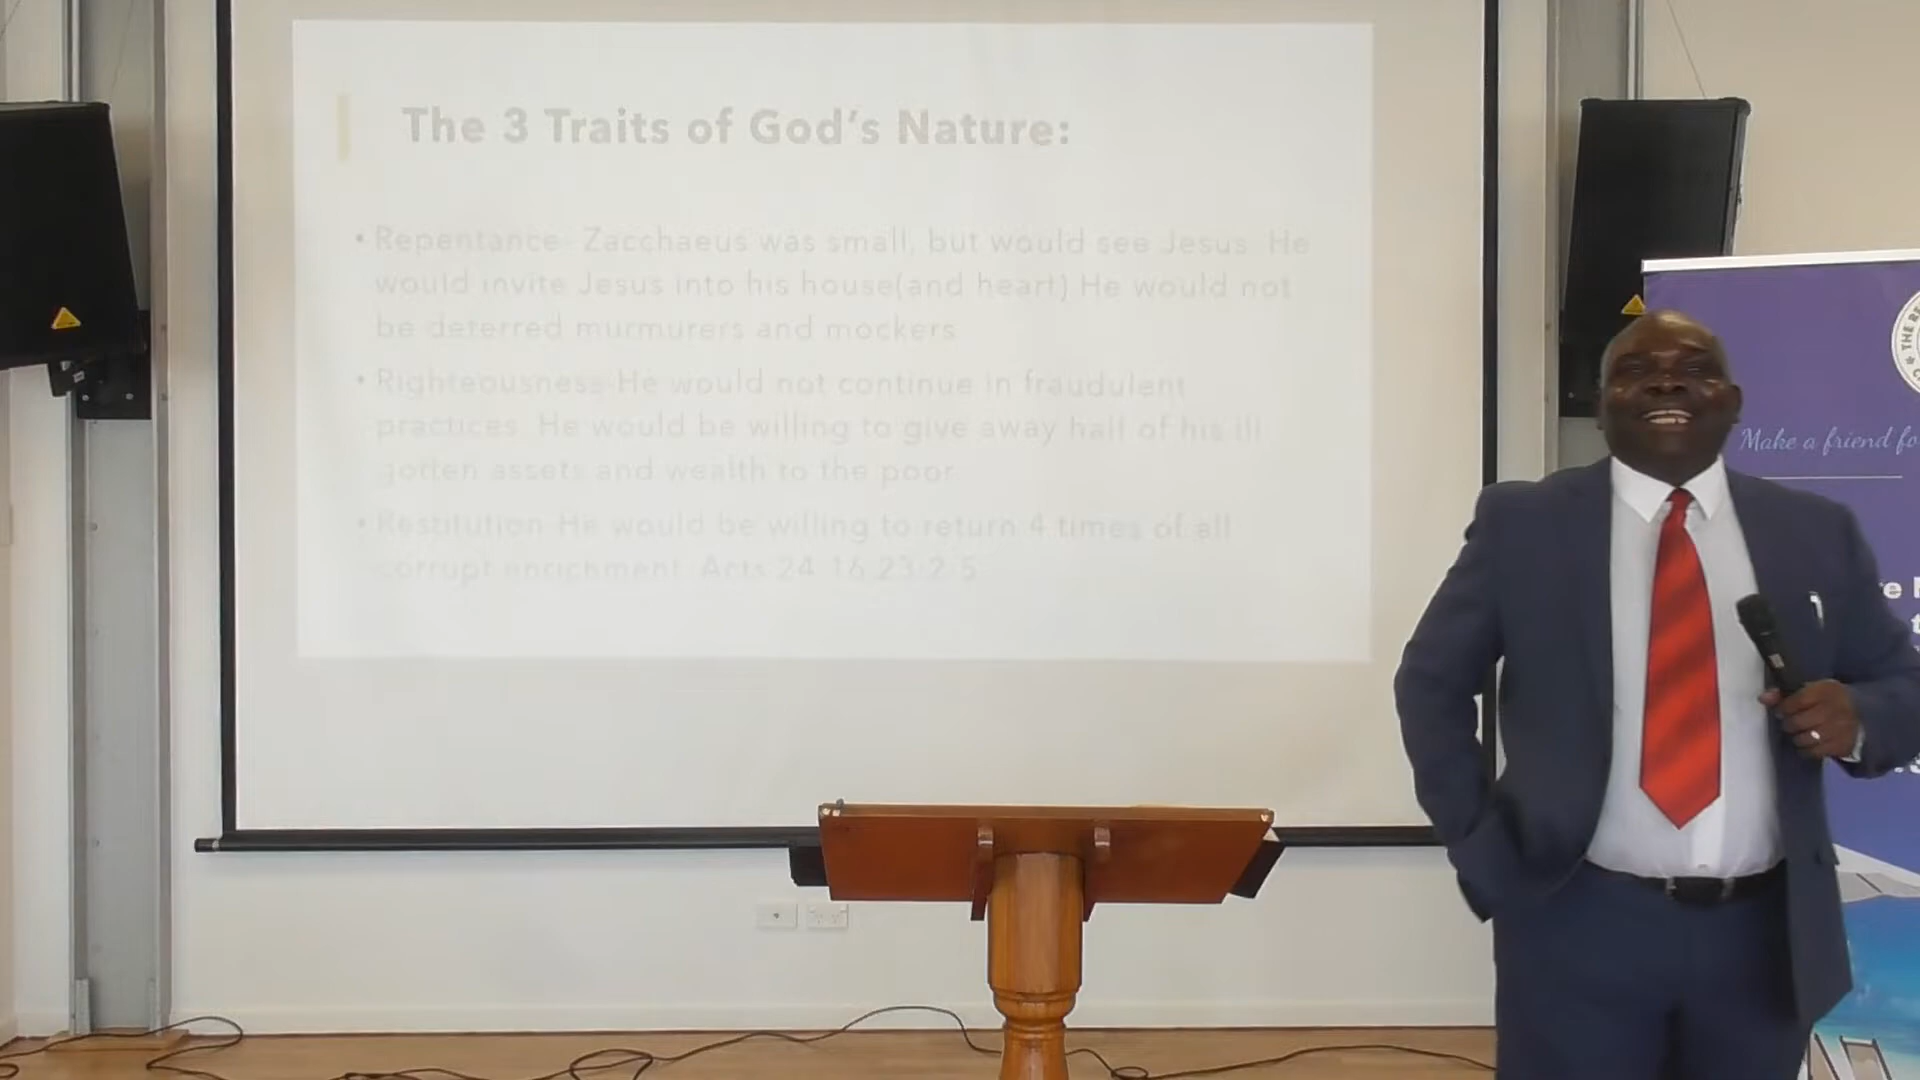 The 3 Traits of God's Nature:
• Repentance- Zacchaeus was small, but would see Jesus. He
would invite Jesus into his house(and heart) He would not
be deterred murmurers and mockers
• Righteousness-He would not continue in fraudulent
practices. He would be willing to give away half of his ill
gotten assets and wealth to the poor.
• Restitution-He would be willing to return 4 times of all
corrupt enrichment. Acts 24:16,23:2-5
THE RE
Make a friend fo